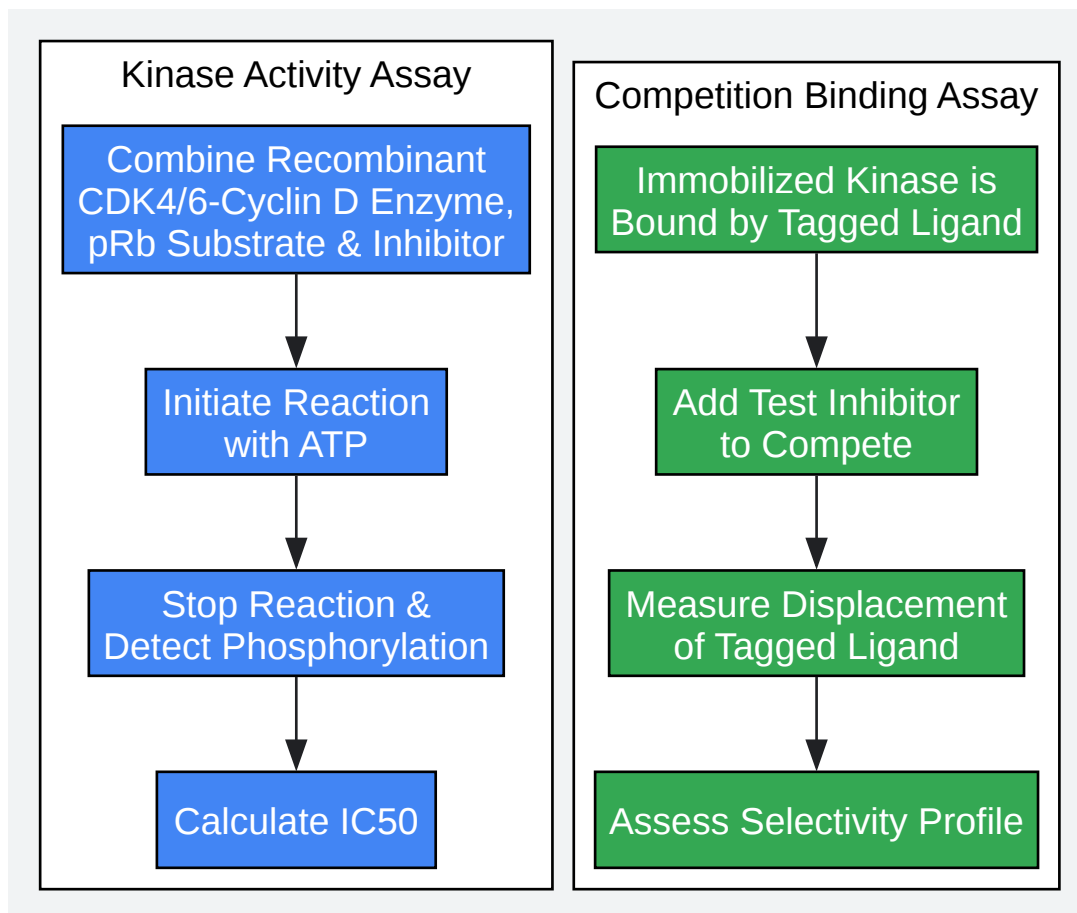 Kinase Activity Assay
Combine Recombinant
CDK4/6-Cyclin D Enzyme,
pRb Substrate & Inhibitor
Initiate Reaction
with ATP
Stop Reaction &
Detect Phosphorylation
Calculate IC50
Competition Binding Assay
Immobilized Kinase is
Bound by Tagged Ligand
Add Test Inhibitor
to Compete
Measure Displacement
of Tagged Ligand
Assess Selectivity Profile